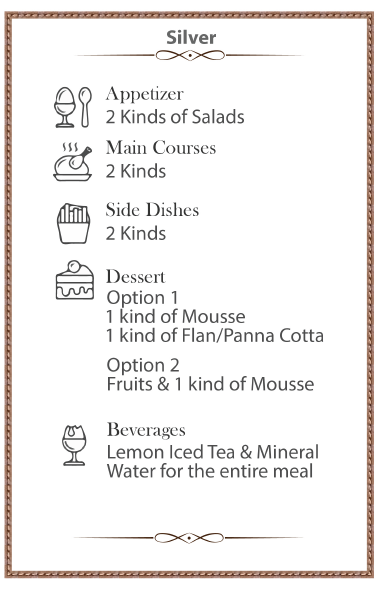 Silver
Appetizer
2 Kinds of Salads
Main Courses
2 Kinds
Side Dishes
2 Kinds
Dessert
Option 1
1 kind of Mousse
1 kind of Flan/Panna Cotta
Option 2
Fruits & 1 kind of Mousse
Beverages
Lemon Iced Tea & Mineral
Water for the entire meal